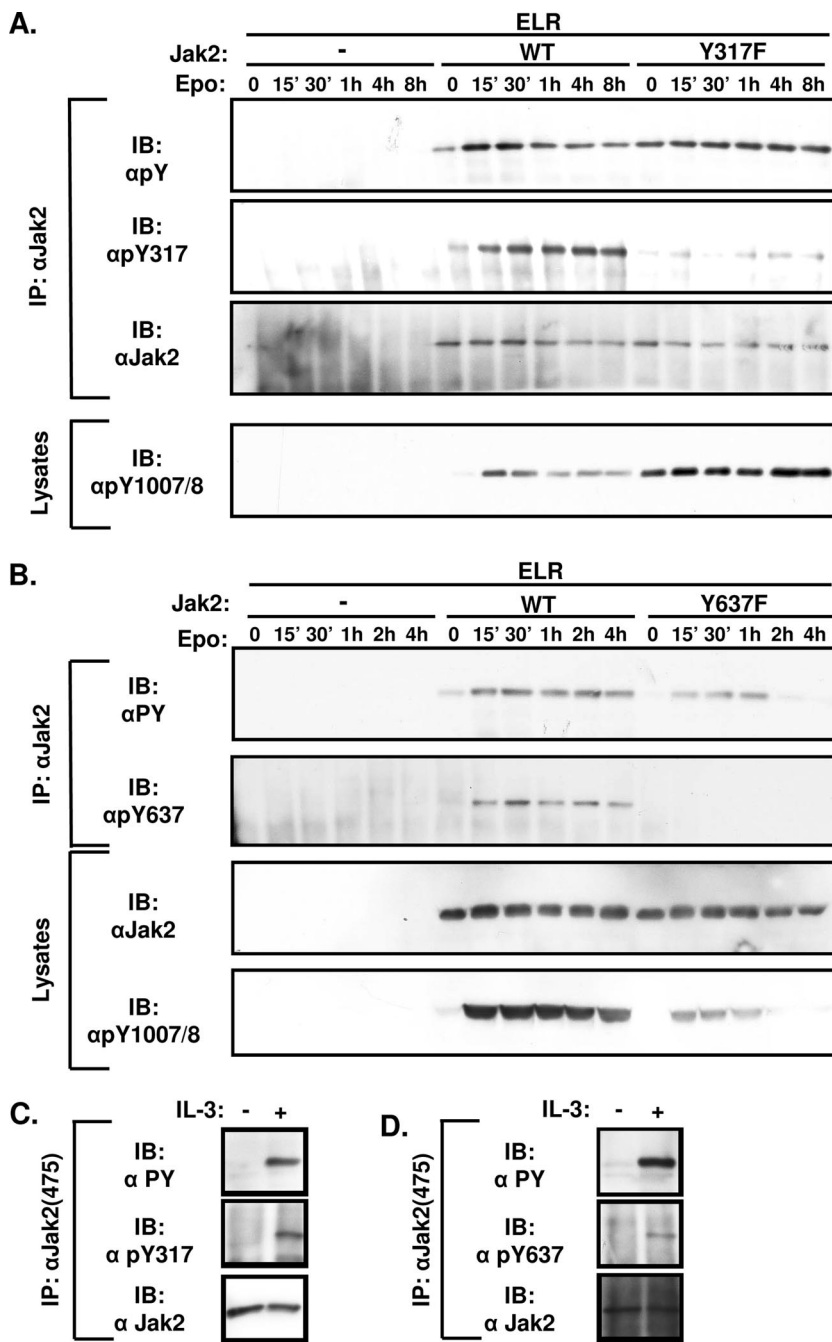 A.
ELR
Jak2: - WT Y317F
Epo: 0 15' 30' 1h 4h 8h 0 15' 30' 1h 4h 8h 0 15' 30' 1h 4h 8h
IP: αJak2
IB:
αpY
IB:
αpY317
IB:
αJak2
Lysates
IB:
αpY1007/8
B.
ELR
Jak2: - WT Y637F
Epo: 0 15' 30' 1h 2h 4h 0 15' 30' 1h 2h 4h 0 15' 30' 1h 2h 4h
IP: αJak2
IB:
αPY
IB:
αpY637
Lysates
IB:
αJak2
IB:
αpY1007/8
C.
IL-3: - +
IP: αJak2(475)
IB:
α PY
IB:
α pY317
IB:
α Jak2
D.
IL-3: - +
IP: αJak2(475)
IB:
α PY
IB:
α pY637
IB:
α Jak2